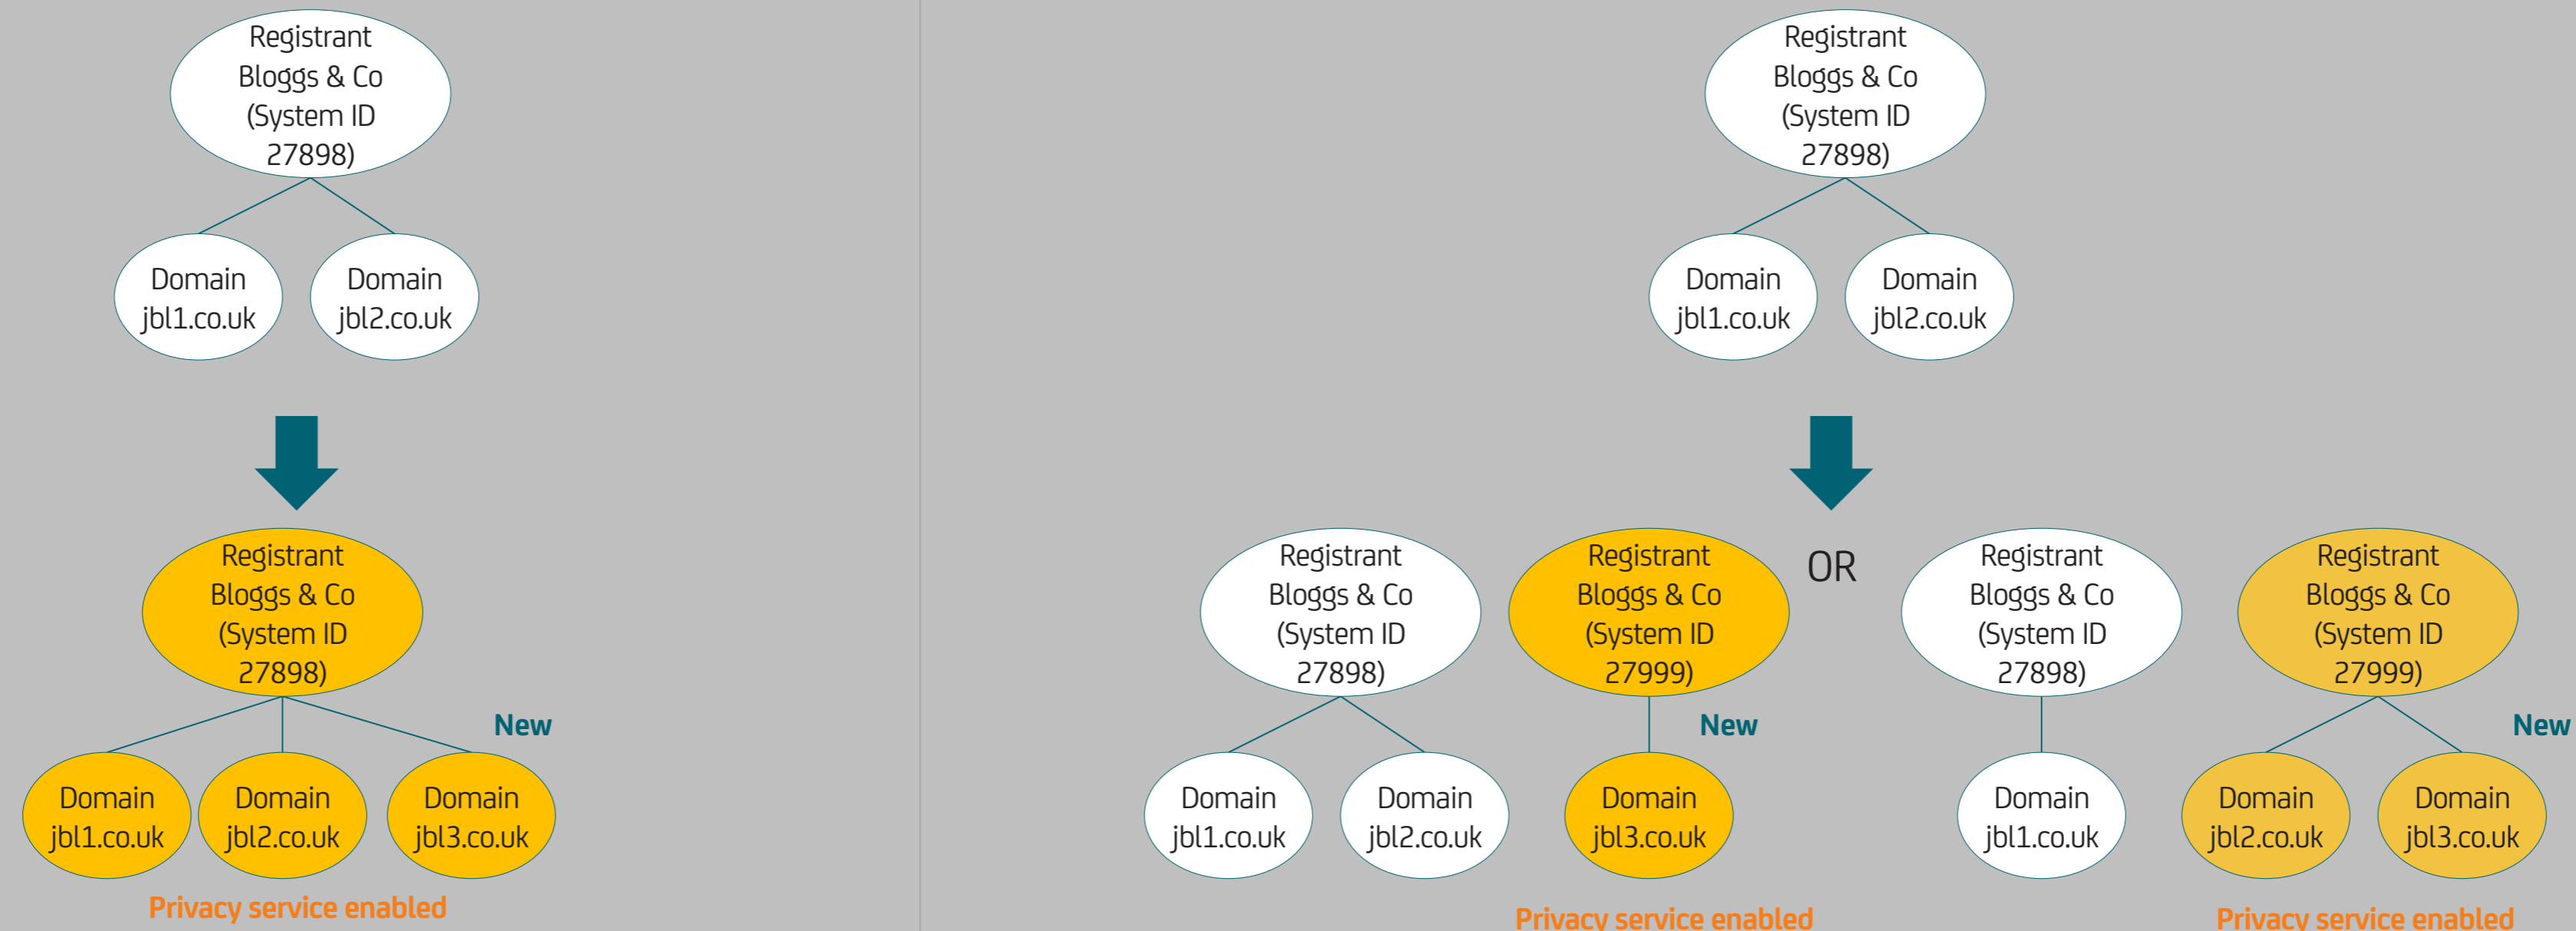 Registrant
Bloggs & Co
(System ID
27898)
Domain
jbl1.co.uk
Domain
jbl2.co.uk
Registrant
Bloggs & Co
(System ID
27898)
New
Domain
jbl1.co.uk
Domain
jbl2.co.uk
Domain
jbl3.co.uk
Privacy service enabled
Registrant
Bloggs & Co
(System ID
27898)
Domain
jbl1.co.uk
Domain
jbl2.co.uk
Registrant
Bloggs & Co
(System ID
27898)
Registrant
Bloggs & Co
(System ID
27999)
New
Domain
jbl1.co.uk
Domain
jbl2.co.uk
Domain
jbl3.co.uk
Privacy service enabled
OR
Registrant
Bloggs & Co
(System ID
27898)
Registrant
Bloggs & Co
(System ID
27999)
New
Domain
jbl1.co.uk
Domain
jbl2.co.uk
Domain
jbl3.co.uk
Privacy service enabled